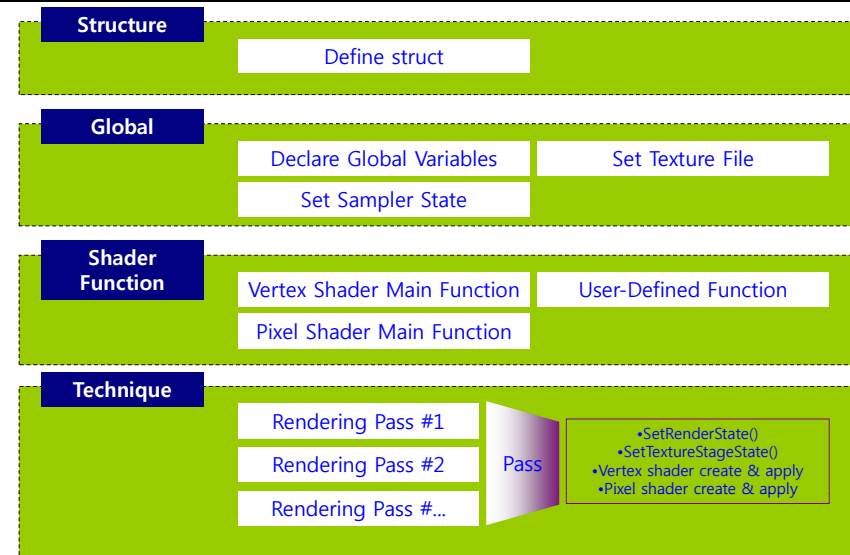 Structure
Define struct
Global
Declare Global Variables
Set Texture File
Set Sampler State
Shader
Function
Vertex Shader Main Function
User-Defined Function
Pixel Shader Main Function
Technique
Rendering Pass #1
Rendering Pass #2
Rendering Pass #...
Pass
•SetRenderState()
•SetTextureStageState()
•Vertex shader create & apply
•Pixel shader create & apply